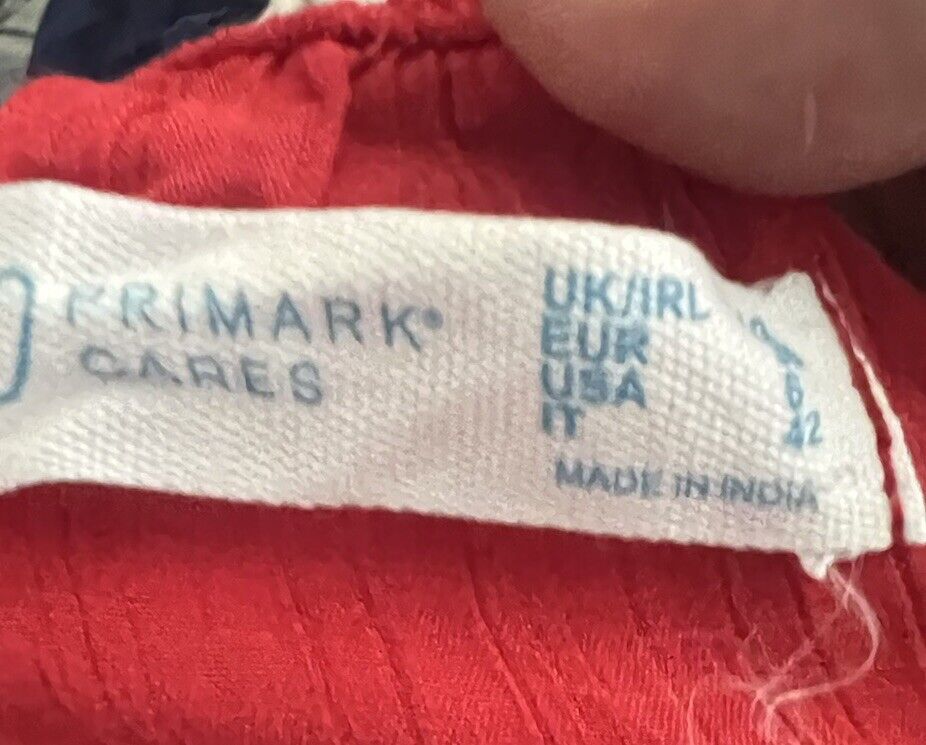 PRIMARK®
CARES
UK/IRL
EUR
USA 6
IT 42
MADE IN INDIA